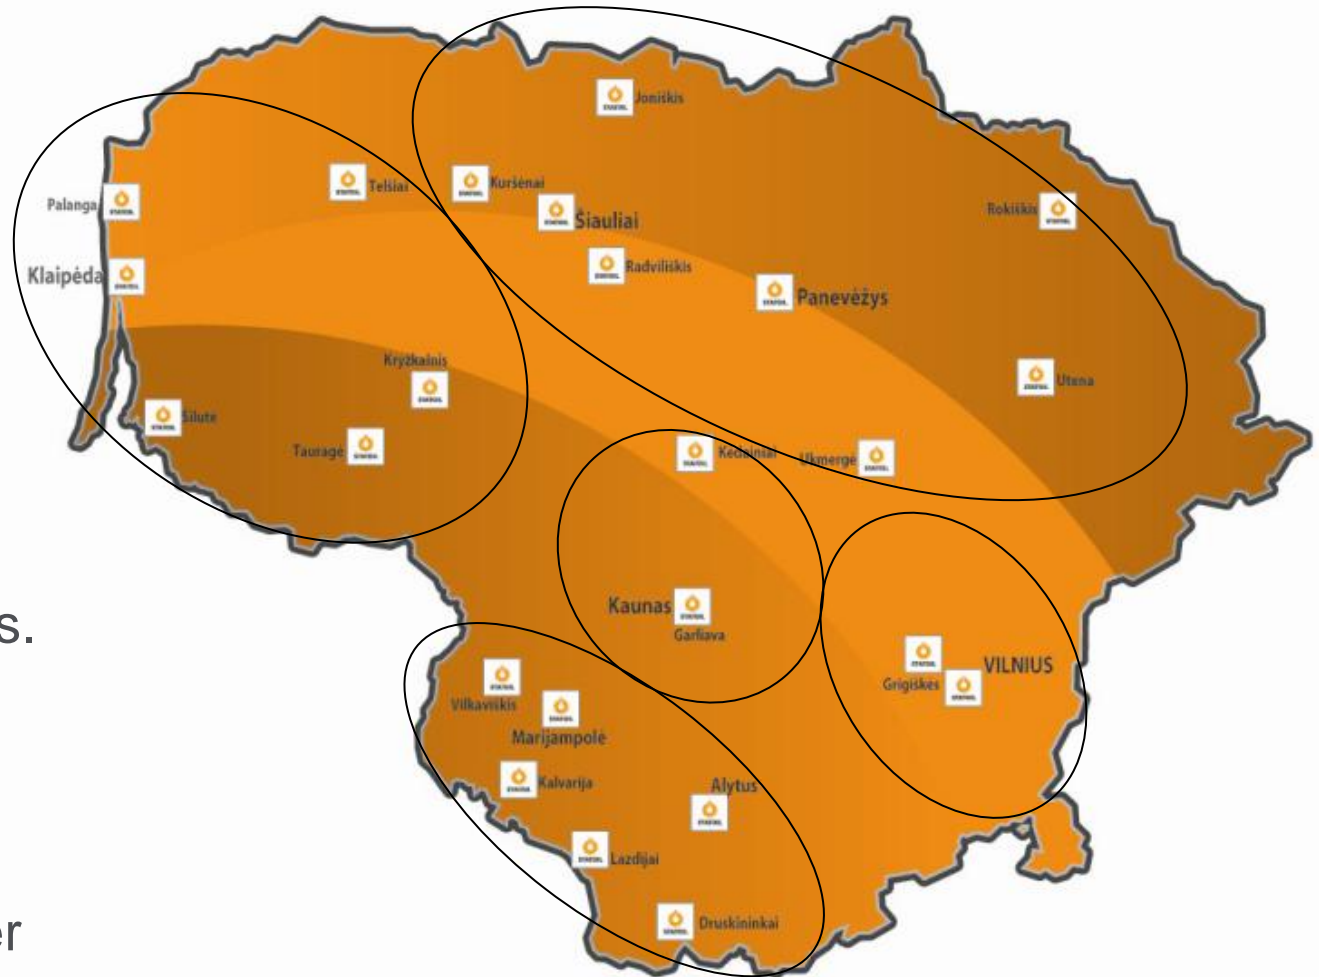 Joniškis
Telšiai
Kuršėnai
Palanga
Šiauliai
Rokiškis
Klaipėda
Radviliškis
Panevėžys
Kryžkalnis
Utena
Šilutė
Tauragė
Kėdainiai
Ukmergė
s.
Kaunas
Garliava
VILNIUS
Grigiškės
Vilkaviškis
Marijampolė
Kalvarija
Alytus
Lazdijai
er
Druskininkai